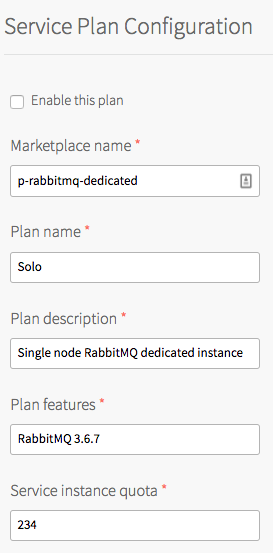 Service Plan Configuration
Enable this plan
Marketplace name *
p-rabbitmq-dedicated
Plan name *
Solo
Plan description *
Single node RabbitMQ dedicated instance
Plan features *
RabbitMQ 3.6.7
Service instance quota *
234